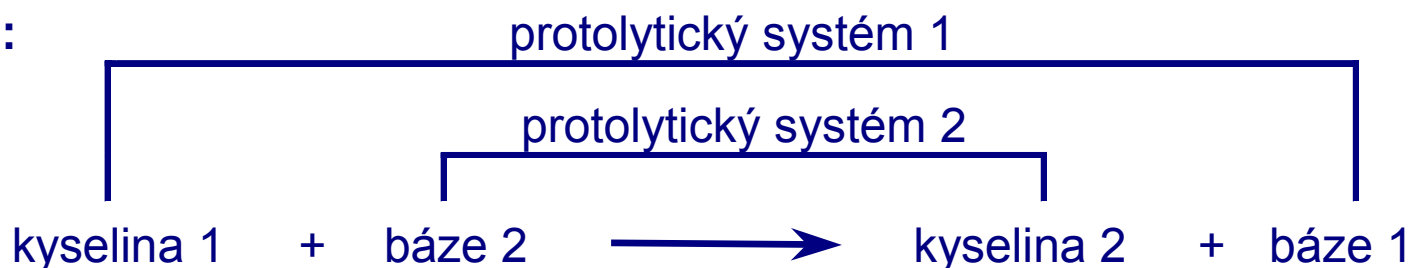 : protolytický systém 1
protolytický systém 2
kyselina 1 + báze 2 kyselina 2 + báze 1